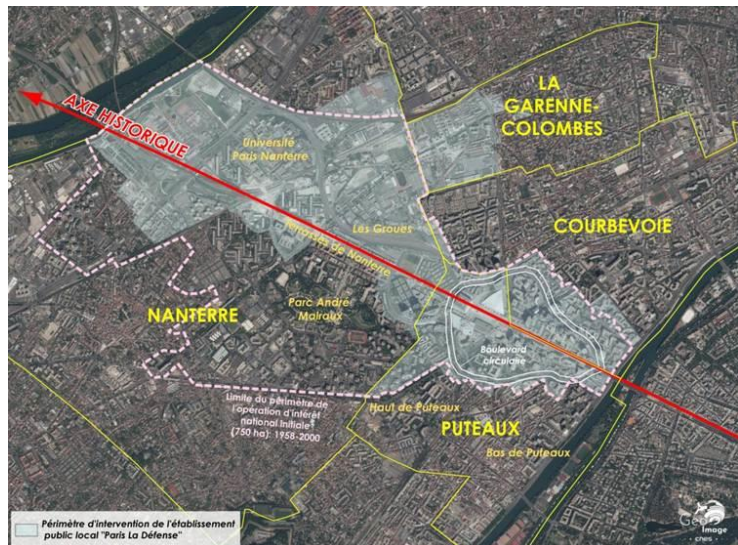 LA
GARENNE-
COLOMBES
AXE HISTORIQUE
Université
Paris Nanterre
COURBEVOIE
Les Groues
Terrasses de Nanterre
NANTERRE
Parc André
Malraux
Boulevard
circulaire
Limite du périmètre de
l'opération d'intérêt
national initiale
(750 ha): 1958-2000
Haut de Puteaux
PUTEAUX
Bas de Puteaux
Périmètre d'intervention de l'établissement
public local "Paris La Défense"
Géo
Image
cnes